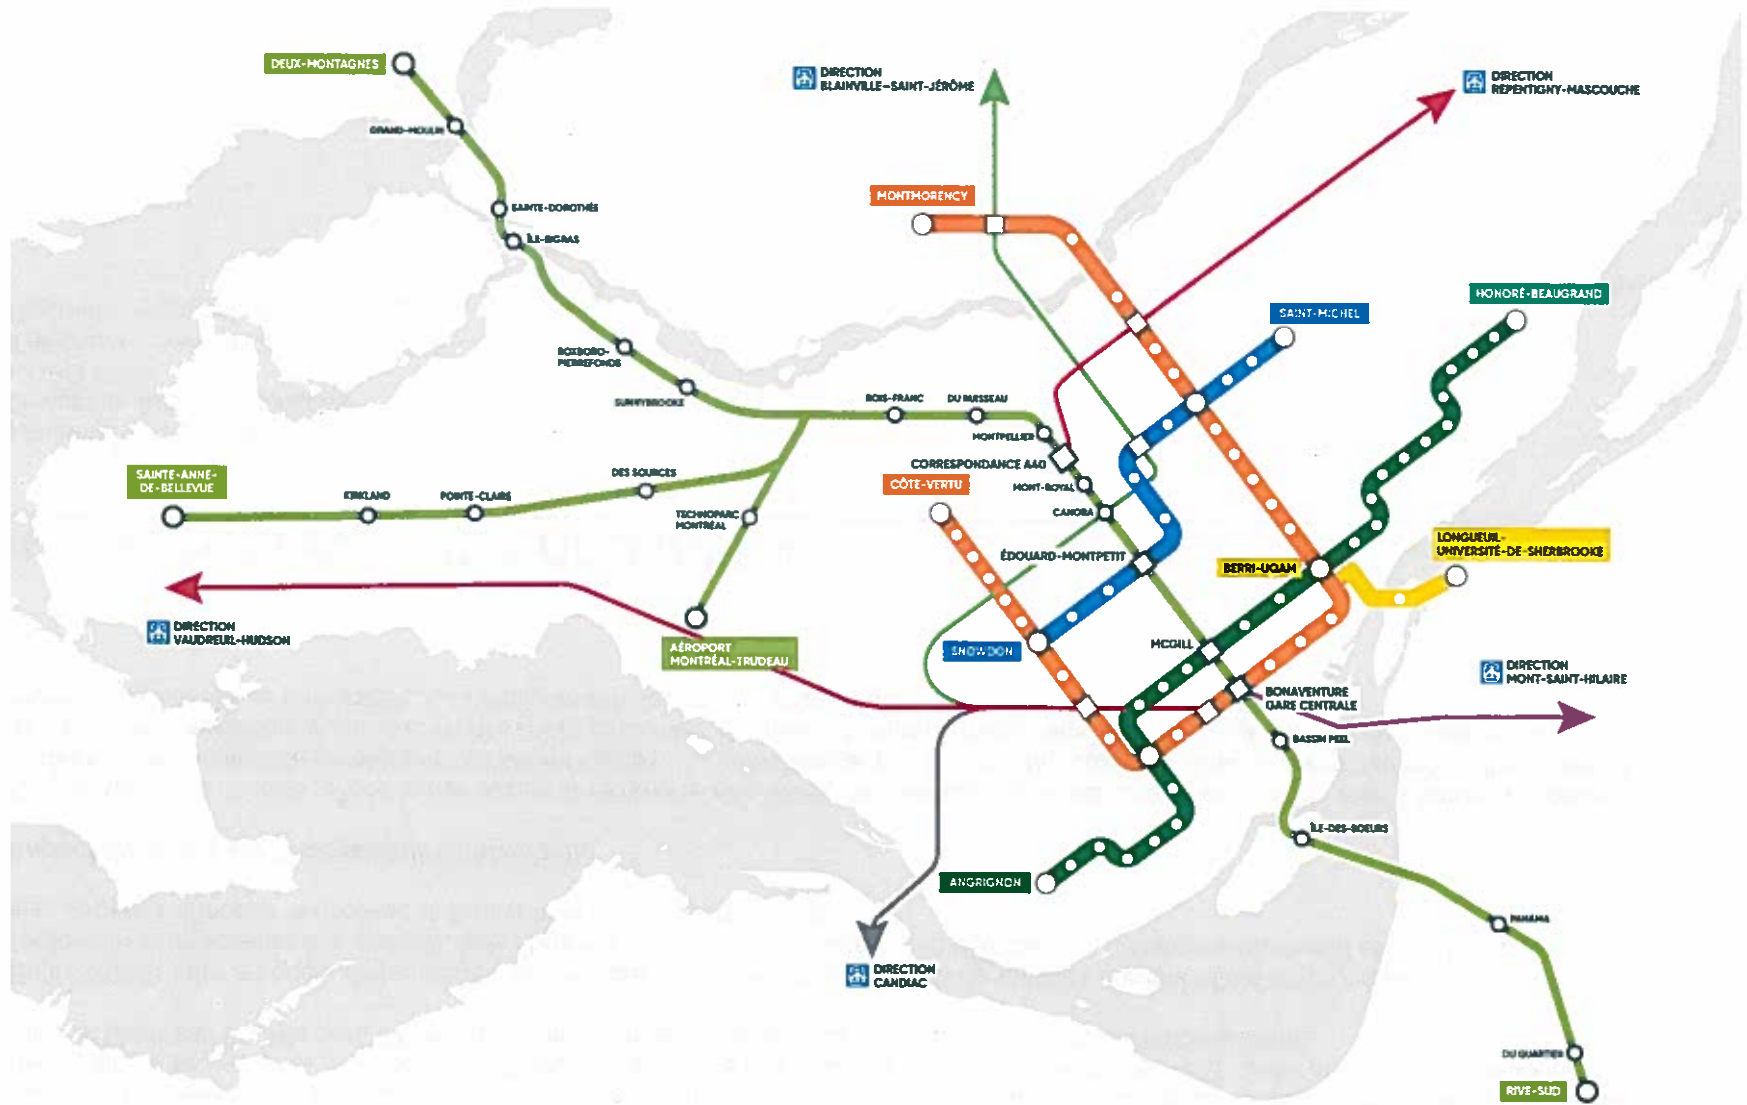 DEUX-MONTAGNES
GRAND-MOULIN
SAINTE-DOROTHÉE
ÎLE-BIGRAS
ROXBORO-
PIERREFONDS
SUNNYBROOKE
BOIS-FRANC
DU RUISSEAU
MONTPELLIER
CORRESPONDANCE A40
MONT-ROYAL
CANORA
ÉDOUARD-MONTPETIT
MCGILL
BONAVENTURE
GARE CENTRALE
BASSIN PEEL
ÎLE-DES-SOEURS
PANAMA
DU QUARTIER
RIVE-SUD
SAINTE-ANNE-
DE-BELLEVUE
KIRKLAND
POINTE-CLAIRE
DES SOURCES
TECHNOPARC
MONTRÉAL
AÉROPORT
MONTRÉAL-TRUDEAU
DIRECTION
BLAINVILLE–SAINT-JÉRÔME
DIRECTION
REPENTIGNY-MASCOUCHE
MONTMORENCY
SAINT-MICHEL
HONORÉ-BEAUGRAND
CÔTE-VERTU
LONGUEUIL-
UNIVERSITÉ-DE-SHERBROOKE
BERRI-UQAM
SNOWDON
DIRECTION
VAUDREUIL-HUDSON
DIRECTION
MONT-SAINT-HILAIRE
ANGRIGNON
DIRECTION
CANDIAC